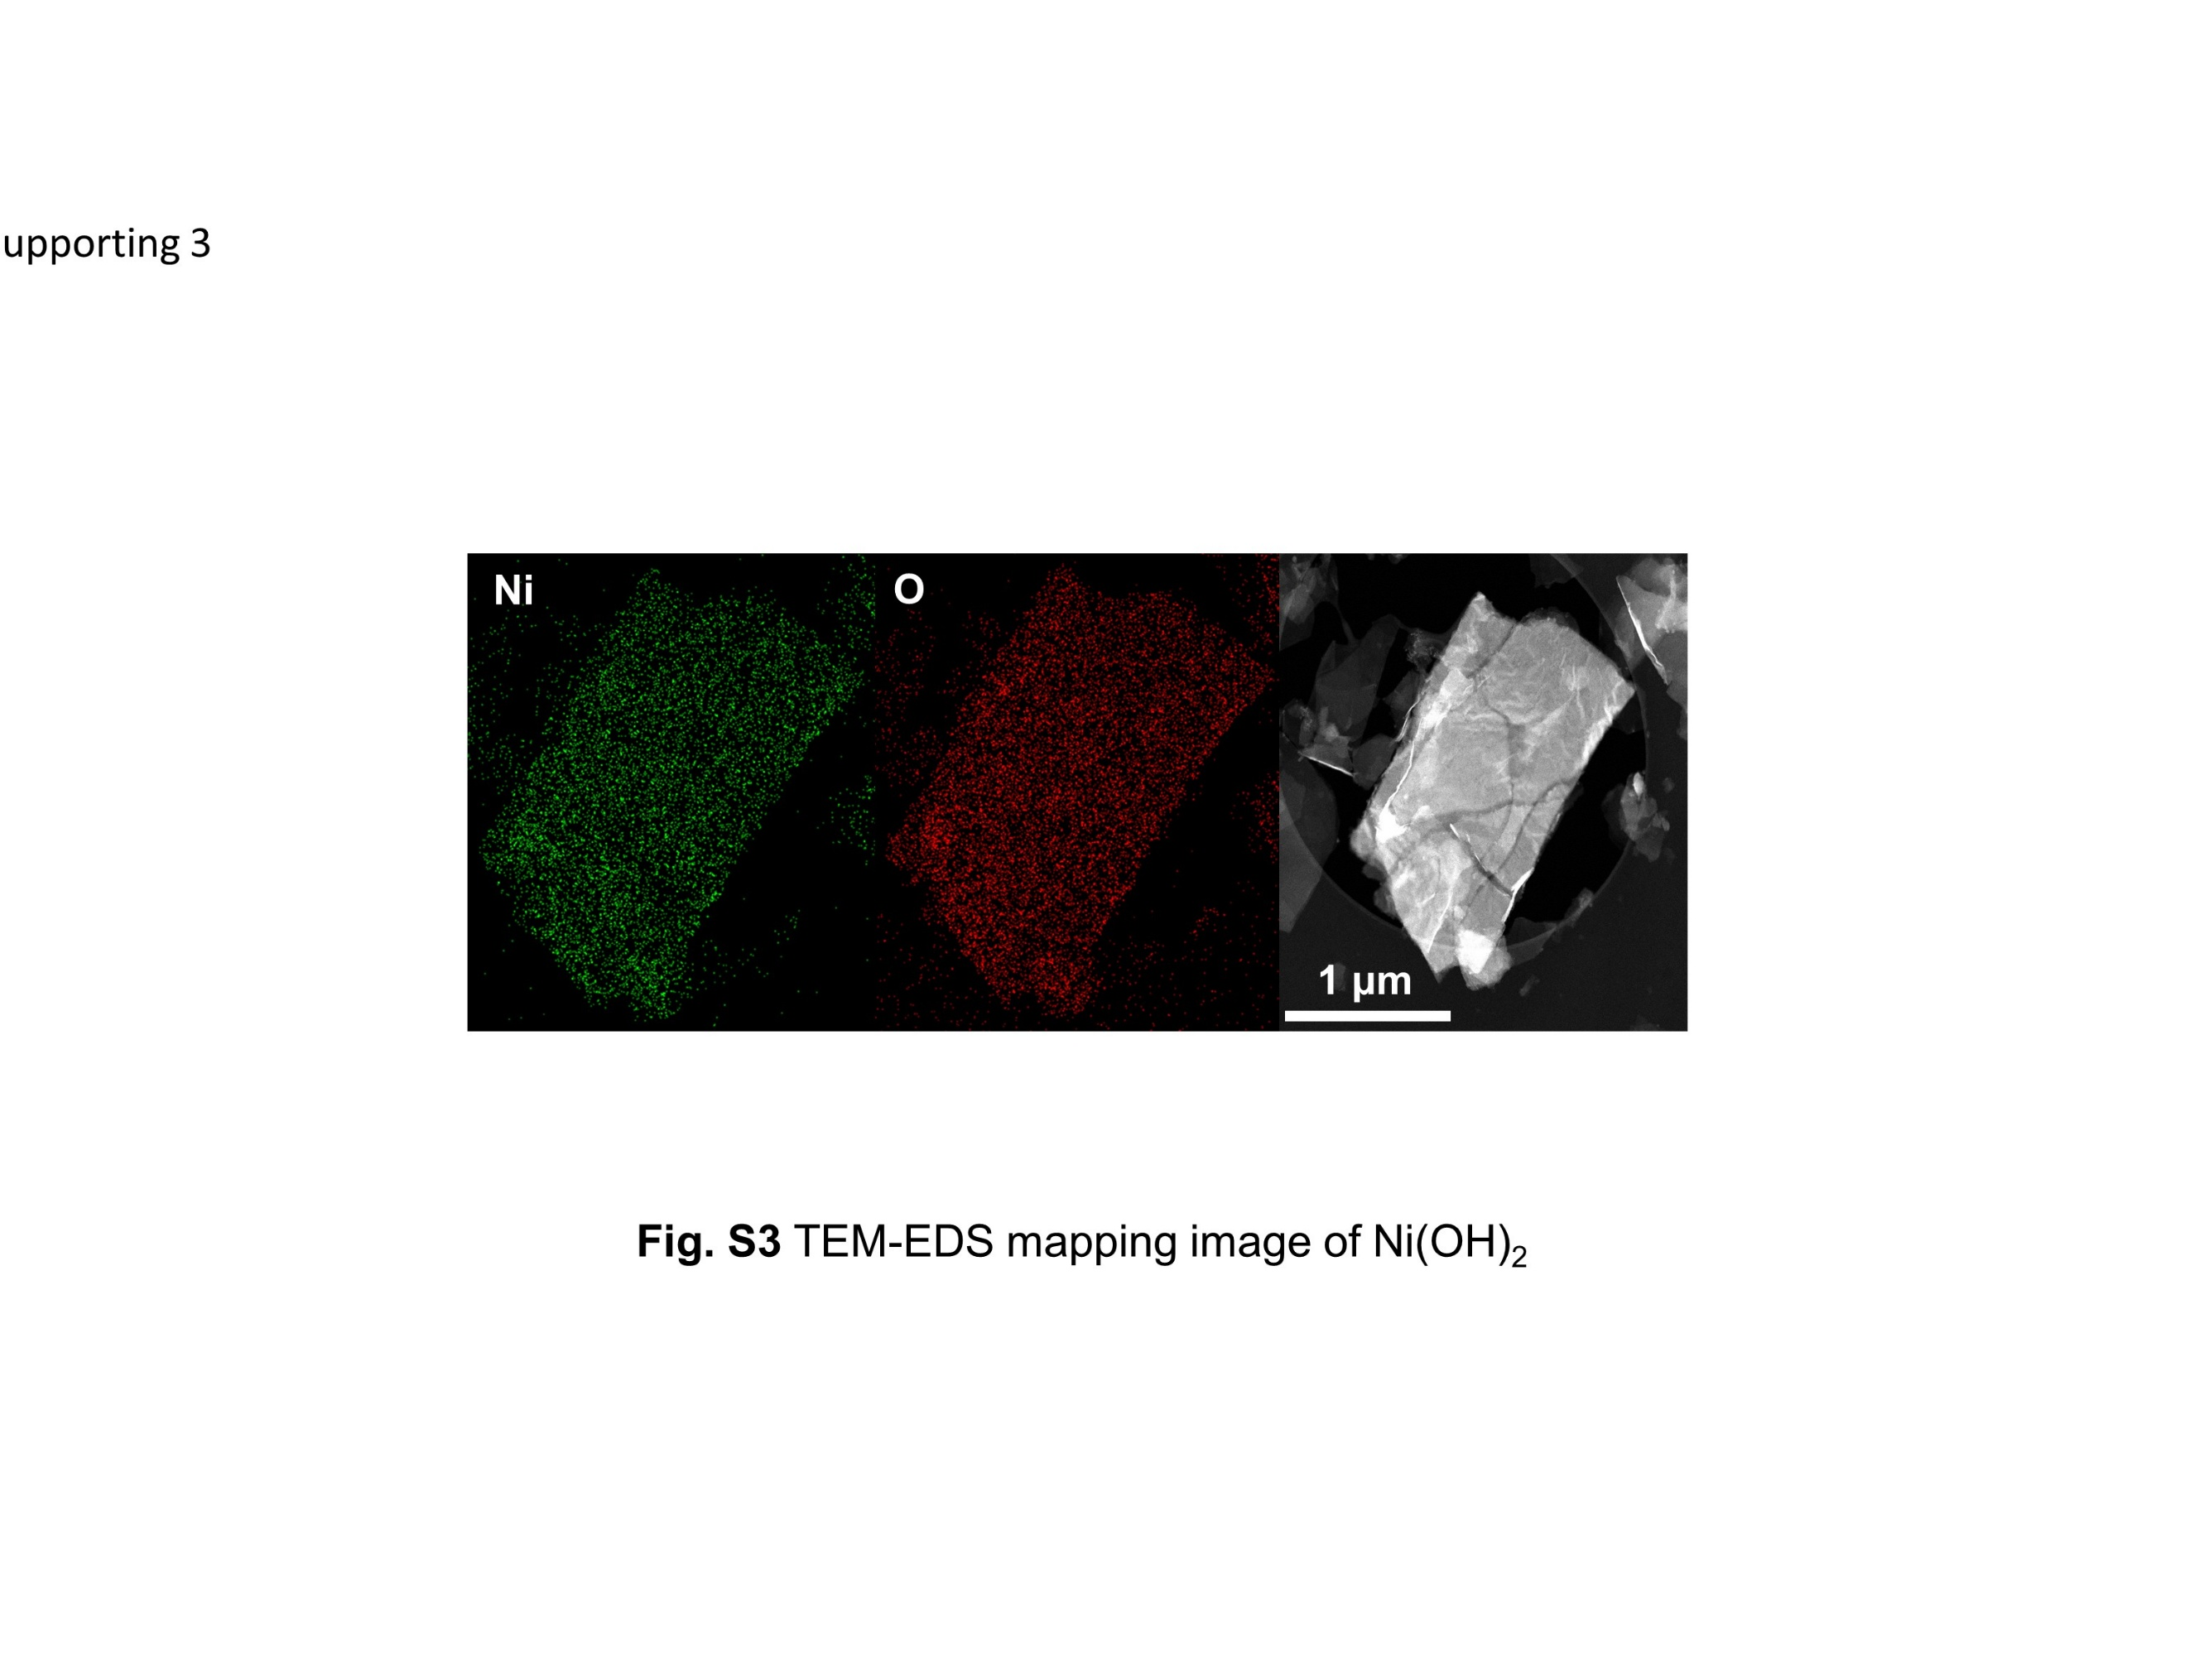 upporting 3
Ni
O
1 µm
Fig. S3 TEM-EDS mapping image of Ni(OH)₂